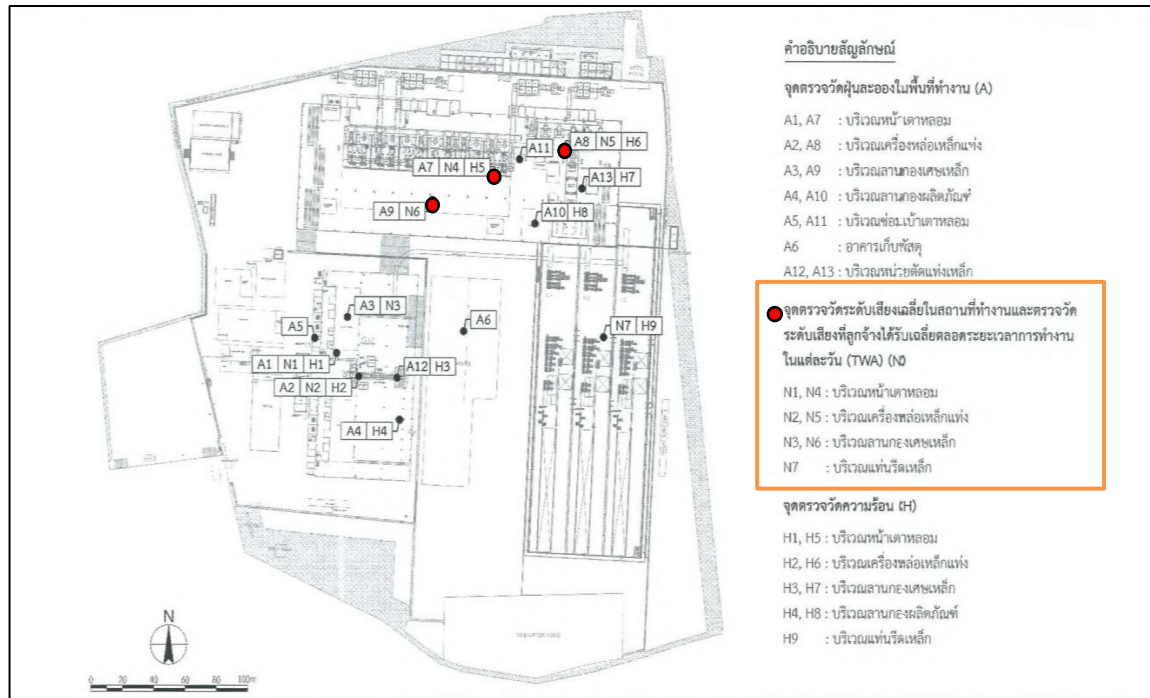 คำอธิบายสัญลักษณ์
จุดตรวจวัดฝุ่นละอองในพื้นที่ทำงาน (A)
A1, A7 : บริเวณหน้าเตาหลอม
A2, A8 : บริเวณเครื่องหล่อเหล็กแท่ง
A3, A9 : บริเวณลานกองเศษเหล็ก
A4, A10 : บริเวณลานกองผลิตภัณฑ์
A5, A11 : บริเวณซ่อมเบ้าเตาหลอม
A6 : อาคารเก็บพัสดุ
A12, A13 : บริเวณหน่วยตัดแท่งเหล็ก
จุดตรวจวัดระดับเสียงเฉลี่ยในสถานที่ทำงานและตรวจวัด
ระดับเสียงที่ลูกจ้างได้รับเฉลี่ยตลอดระยะเวลาการทำงาน
ในแต่ละวัน (TWA) (N)
N1, N4 : บริเวณหน้าเตาหลอม
N2, N5 : บริเวณเครื่องหล่อเหล็กแท่ง
N3, N6 : บริเวณลานกองเศษเหล็ก
N7 : บริเวณแท่นรีดเหล็ก
จุดตรวจวัดความร้อน (H)
H1, H5 : บริเวณหน้าเตาหลอม
H2, H6 : บริเวณเครื่องหล่อเหล็กแท่ง
H3, H7 : บริเวณลานกองเศษเหล็ก
H4, H8 : บริเวณลานกองผลิตภัณฑ์
H9 : บริเวณแท่นรีดเหล็ก
A11
A8 N5 H6
A7 N4 H5
A13 H7
A9 N6
A10 H8
A3 N3
A5
A6
N7 H9
A1 N1 H1
A12 H3
A2 N2 H2
A4 H4
N
0 20 40 60 80 100m